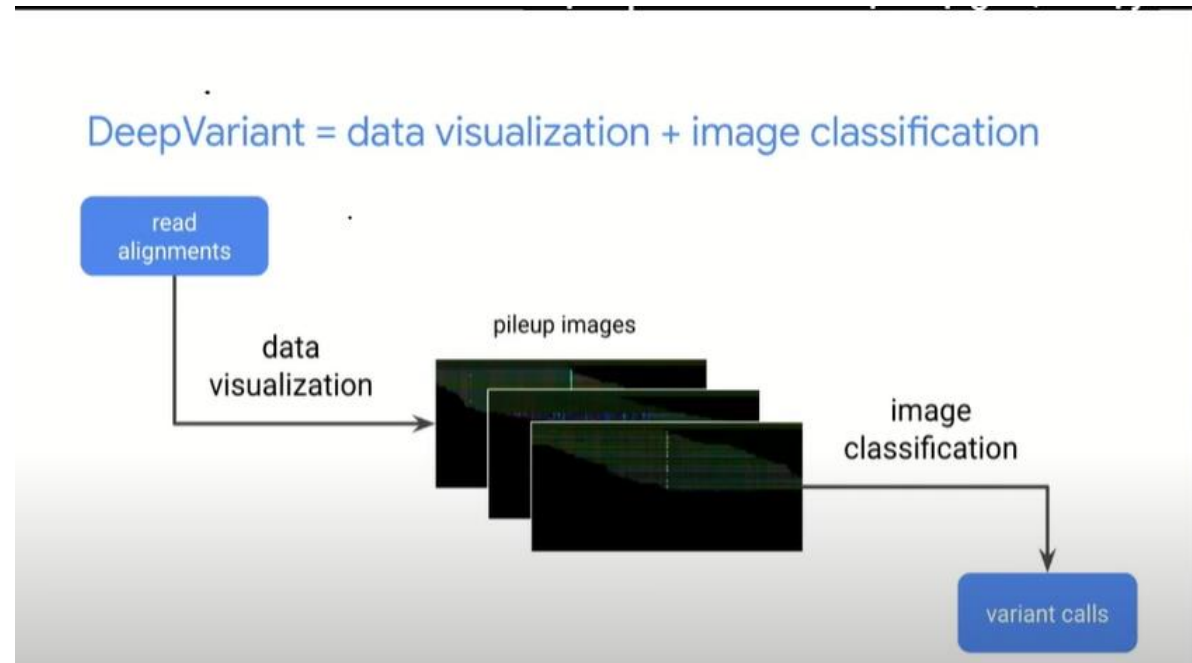 DeepVariant = data visualization + image classification
read
alignments
data
visualization
pileup images
image
classification
variant calls